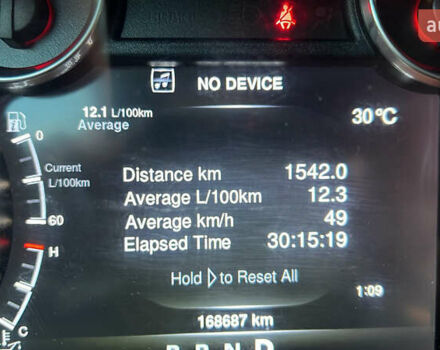 NO DEVICE
12.1 L/100km 30ºC
Average
0
Current
L/100km
60
H
C
Distance km 1542.0
Average L/100km 12.3
Average km/h 49
Elapsed Time 30:15:19
Hold ▷ to Reset All
1:09
168687 km
P R N D